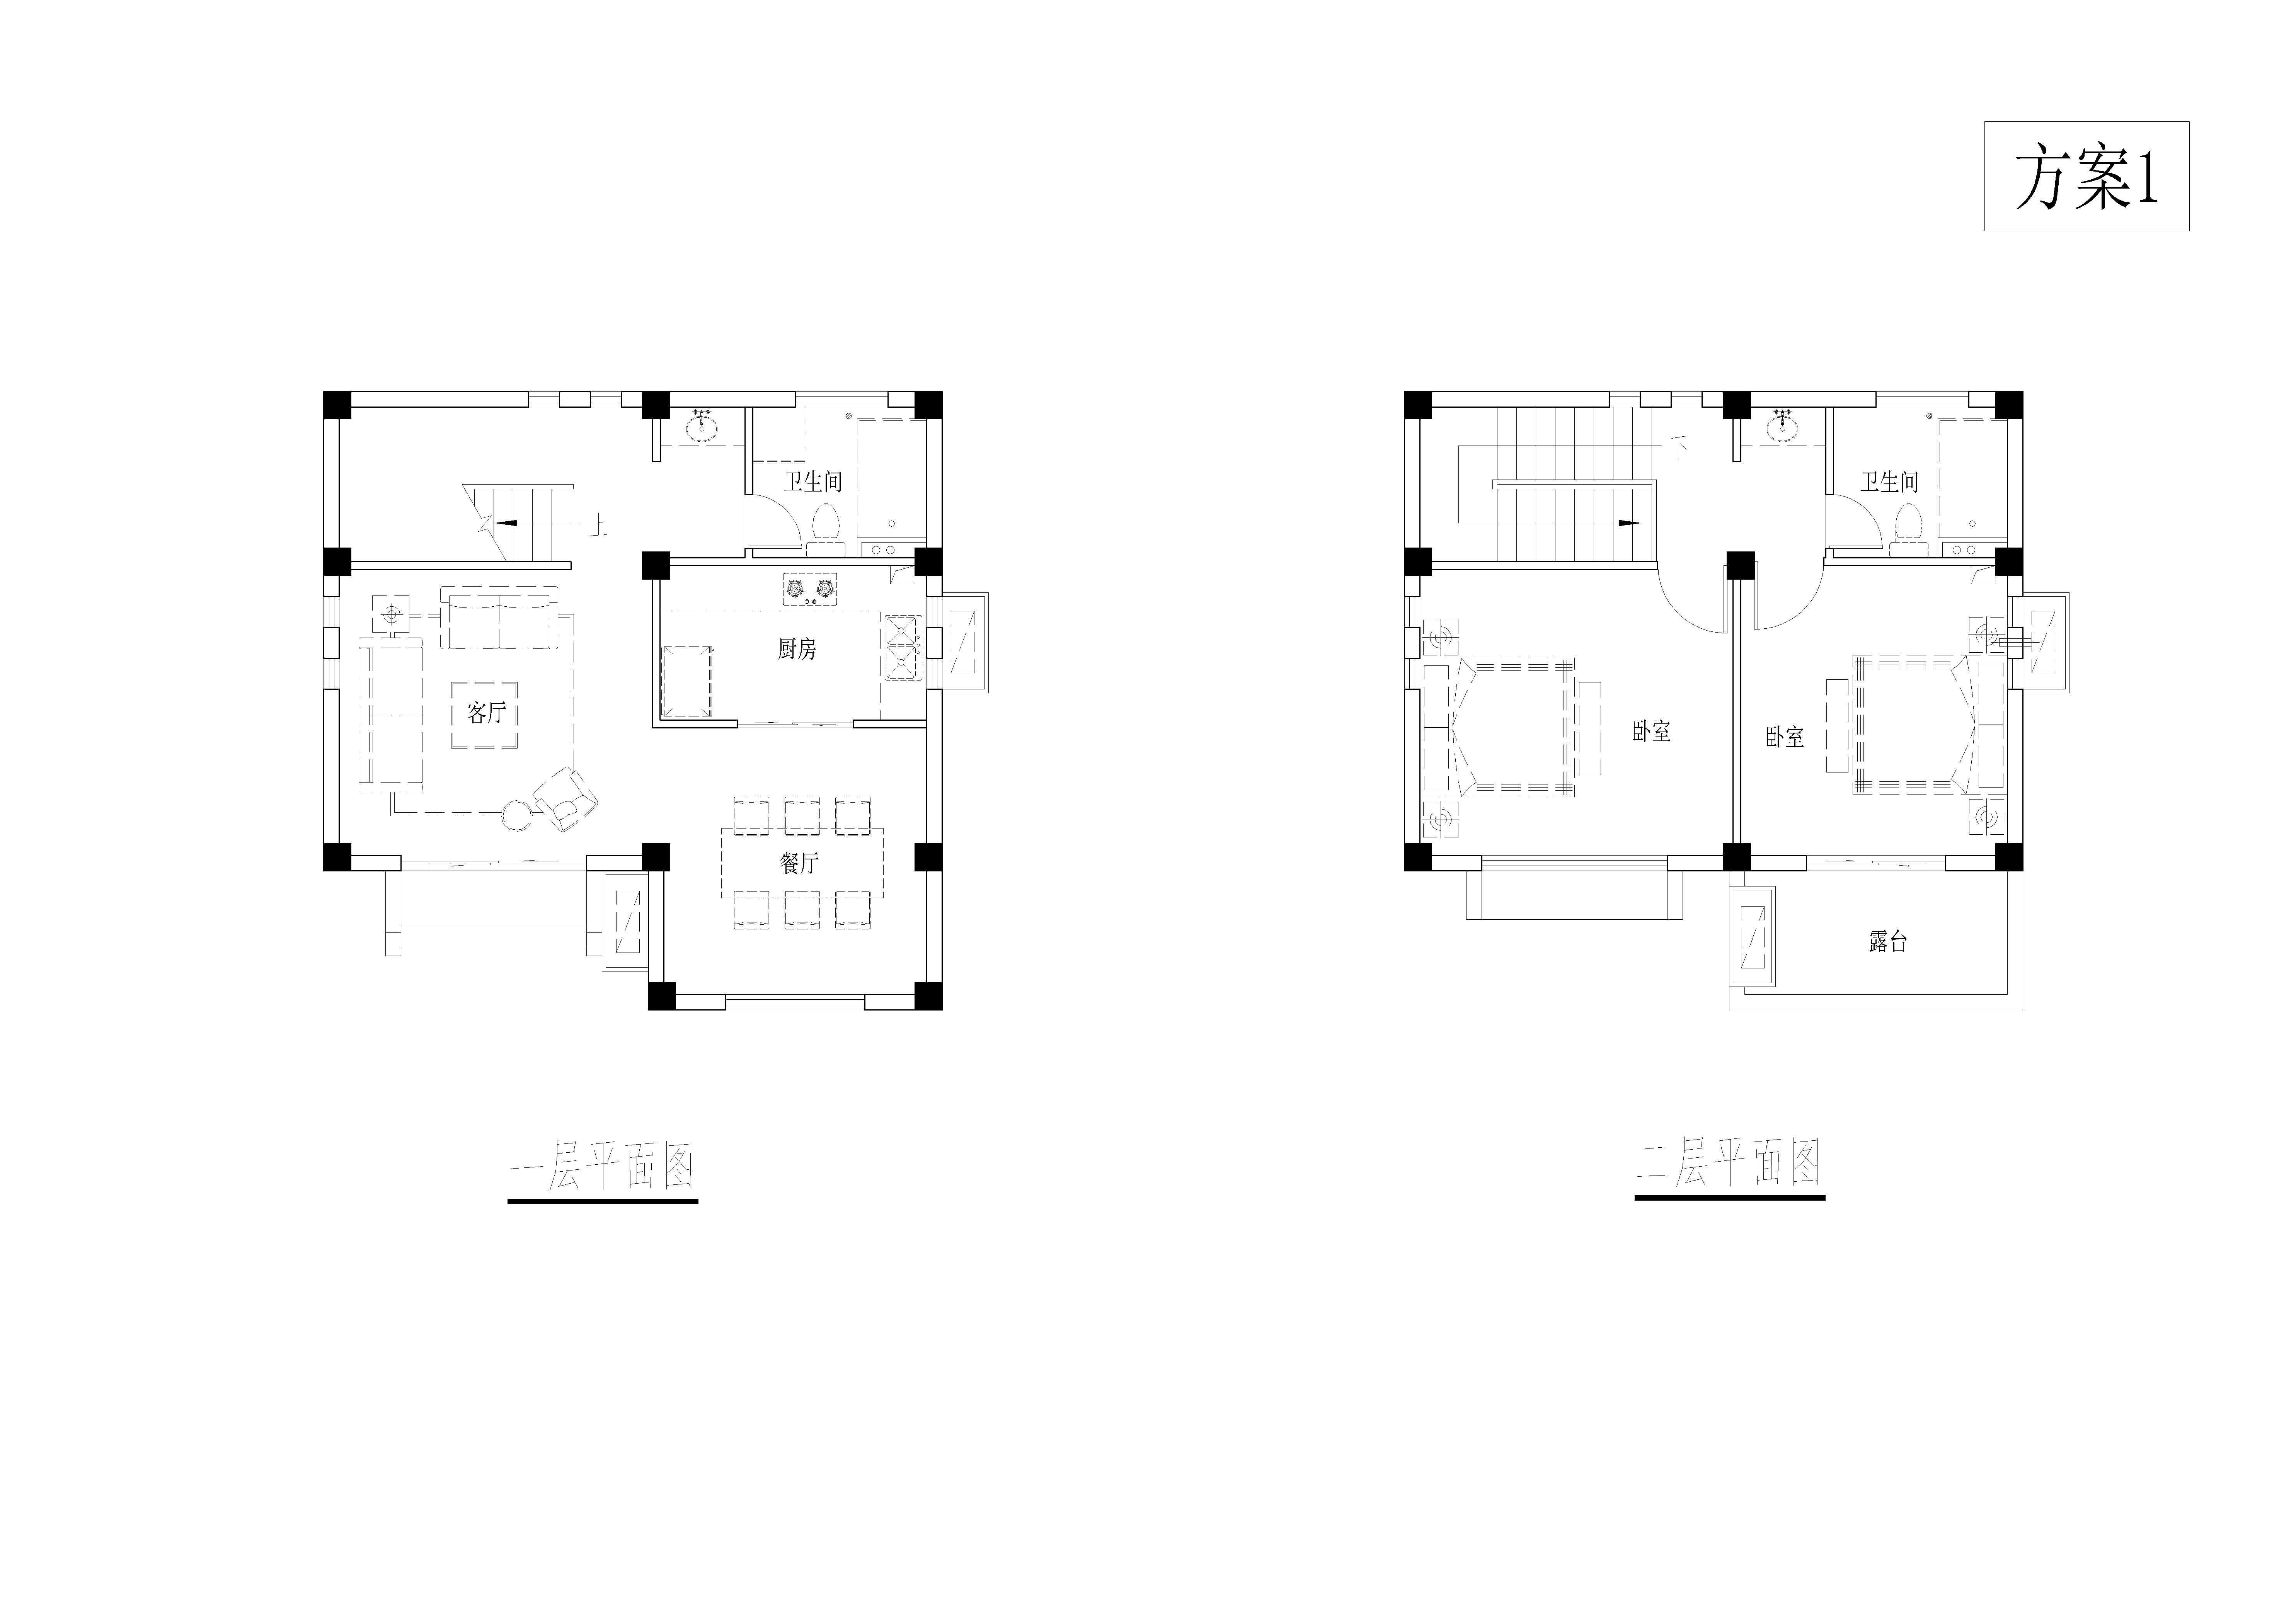 方案1
卫生间
上
厨房
客厅
餐厅
一层平面图
下
卫生间
卧室
卧室
露台
二层平面图